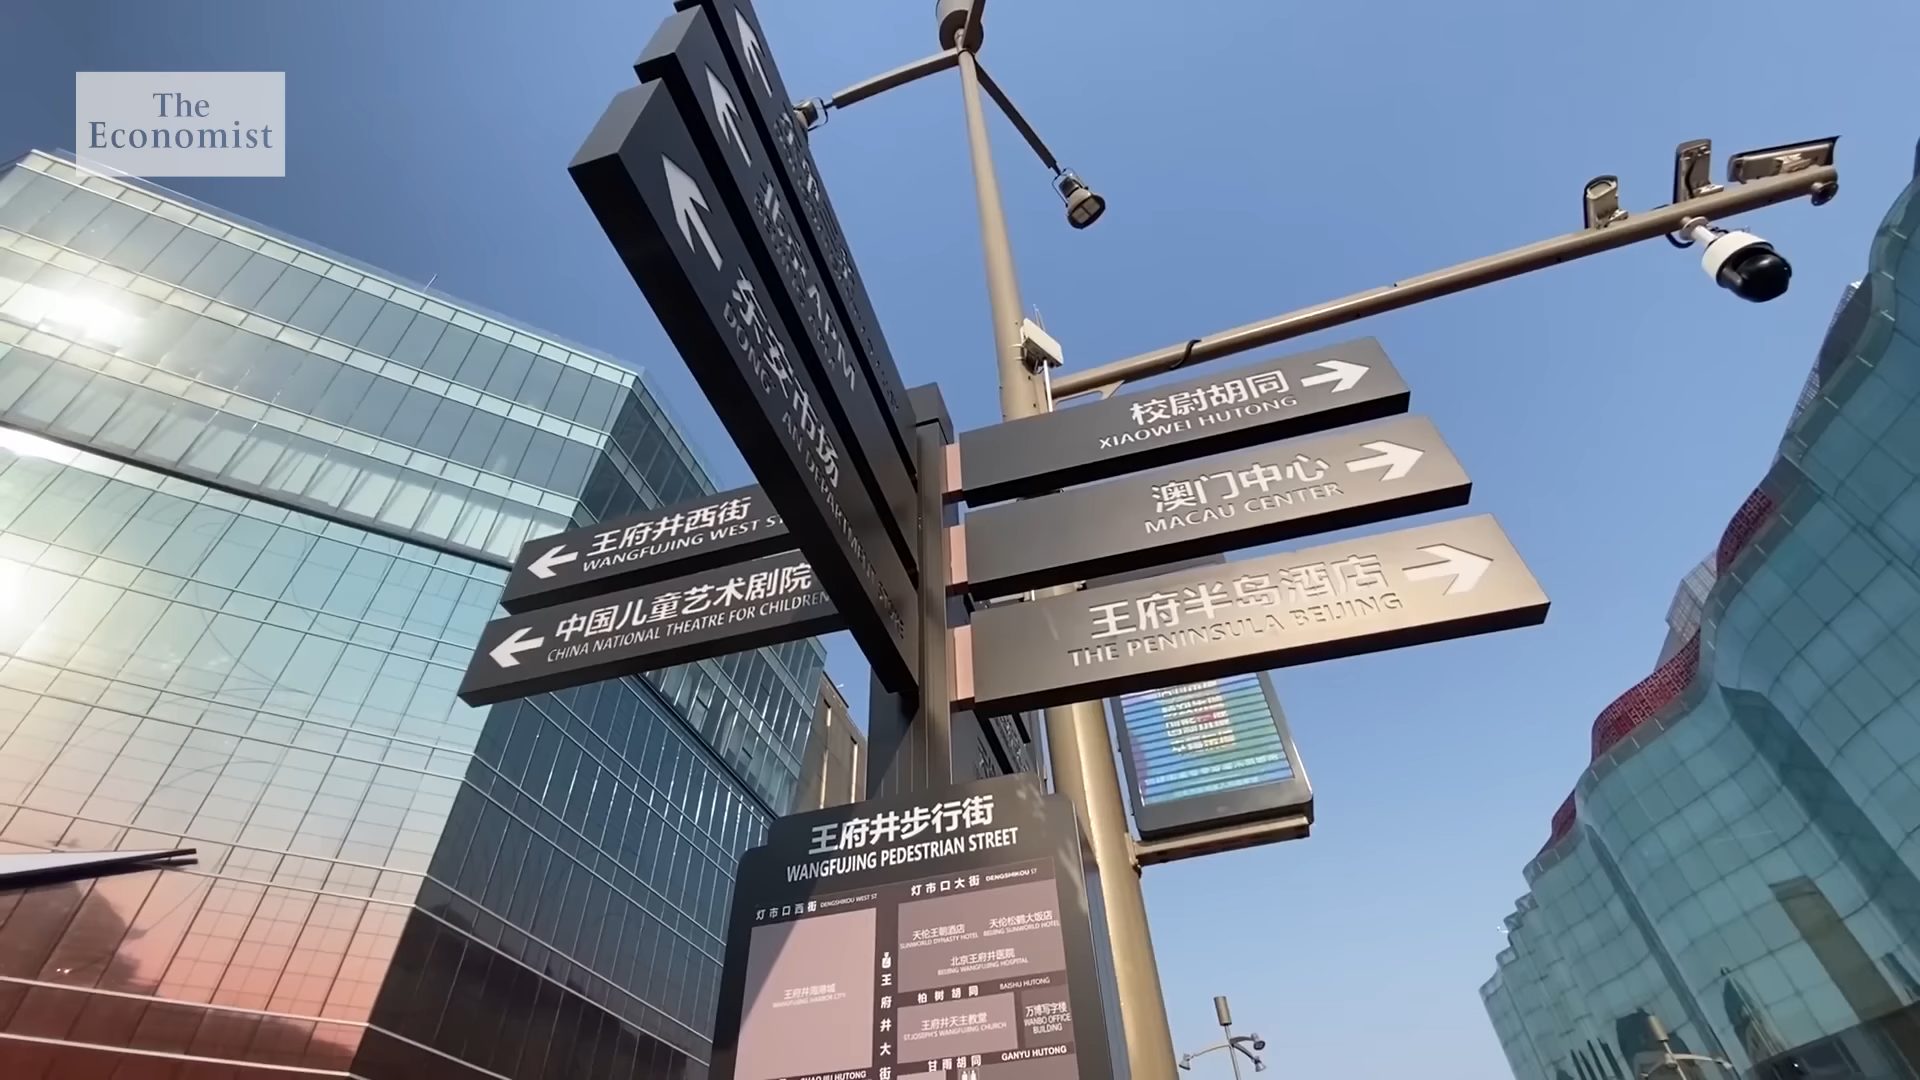 The
Economist
北京APM
东安市场
DONG AN DEPARTMENT STORE
王府井西街
WANGFUJING WEST ST
中国儿童艺术剧院
CHINA NATIONAL THEATRE FOR CHILDREN
校尉胡同
XIAOWEI HUTONG
澳门中心
MACAU CENTER
王府半岛酒店
THE PENINSULA BEIJING
王府井步行街
WANGFUJING PEDESTRIAN STREET
灯市口西街 DENGSHIKOU WEST ST
灯市口大街 DENGSHIKOU ST
天伦王朝酒店
SUNWORLD DYNASTY HOTEL
天伦松鹤大饭店
BEIJING SUNWORLD HOTEL
北京王府井医院
BEIJING WANGFUJING HOSPITAL
王府井海港城
WANGFUJING HARBOR CITY
王府井大街
柏树胡同 BAISHU HUTONG
王府井天主教堂
ST.JOSEPH'S WANGFUJING CHURCH
万博写字楼
WANBO OFFICE
BUILDING
甘雨胡同 GANYU HUTONG